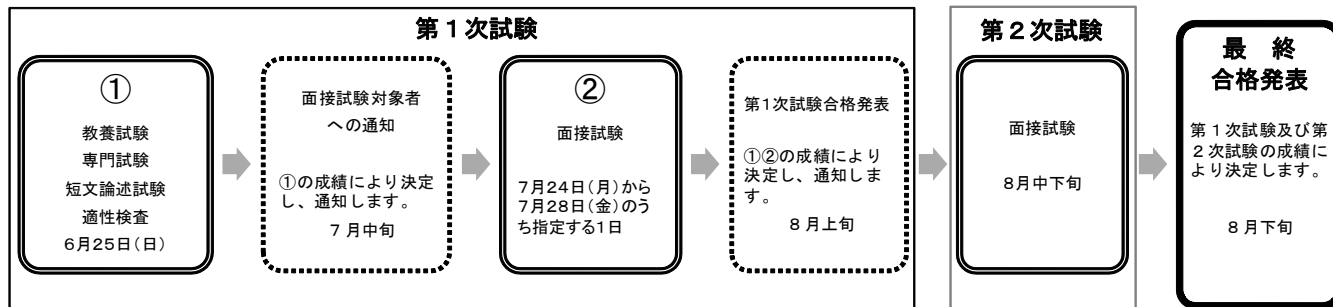 第１次試験
①
教養試験
専門試験
短文論述試験
適性検査
6月25日(日)
面接試験対象者
への通知
①の成績により決定
し、通知します。
７月中旬
②
面接試験
7月24日(月)から
7月28日(金)のう
ち指定する1日
第1次試験合格発表
①②の成績により
決定し、通知しま
す。
８月上旬
第２次試験
面接試験
8月中下旬
最　終
合格発表
第１次試験及び第
２次試験の成績に
より決定します。
８月下旬